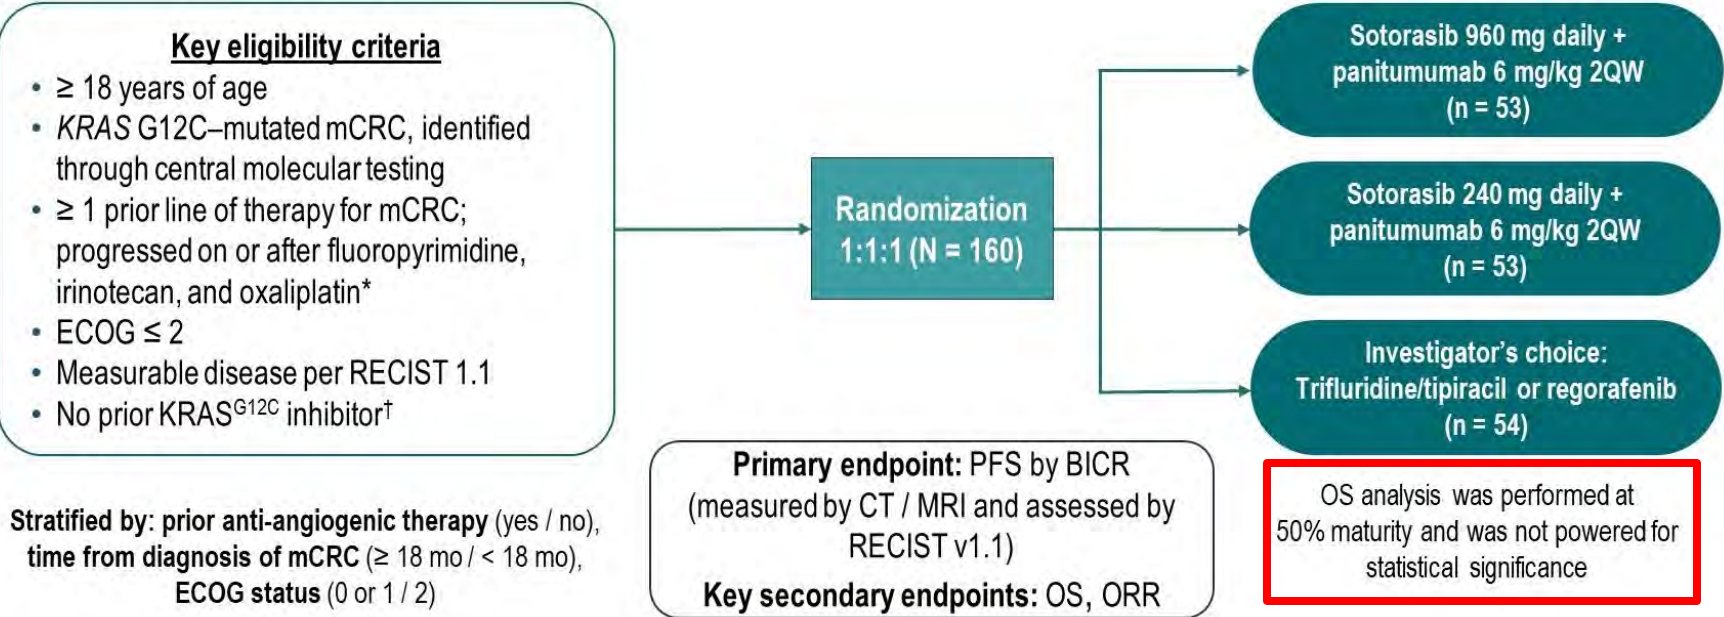 Key eligibility criteria
• ≥ 18 years of age
• KRAS G12C–mutated mCRC, identified
through central molecular testing
• ≥ 1 prior line of therapy for mCRC;
progressed on or after fluoropyrimidine,
irinotecan, and oxaliplatin*
• ECOG ≤ 2
• Measurable disease per RECIST 1.1
• No prior KRASᴳ¹²ᶜ inhibitor†
Stratified by: prior anti-angiogenic therapy (yes / no),
time from diagnosis of mCRC (≥ 18 mo / < 18 mo),
ECOG status (0 or 1 / 2)
Randomization
1:1:1 (N = 160)
Primary endpoint: PFS by BICR
(measured by CT / MRI and assessed by
RECIST v1.1)
Key secondary endpoints: OS, ORR
Sotorasib 960 mg daily +
panitumumab 6 mg/kg 2QW
(n = 53)
Sotorasib 240 mg daily +
panitumumab 6 mg/kg 2QW
(n = 53)
Investigator’s choice:
Trifluridine/tipiracil or regorafenib
(n = 54)
OS analysis was performed at
50% maturity and was not powered for
statistical significance